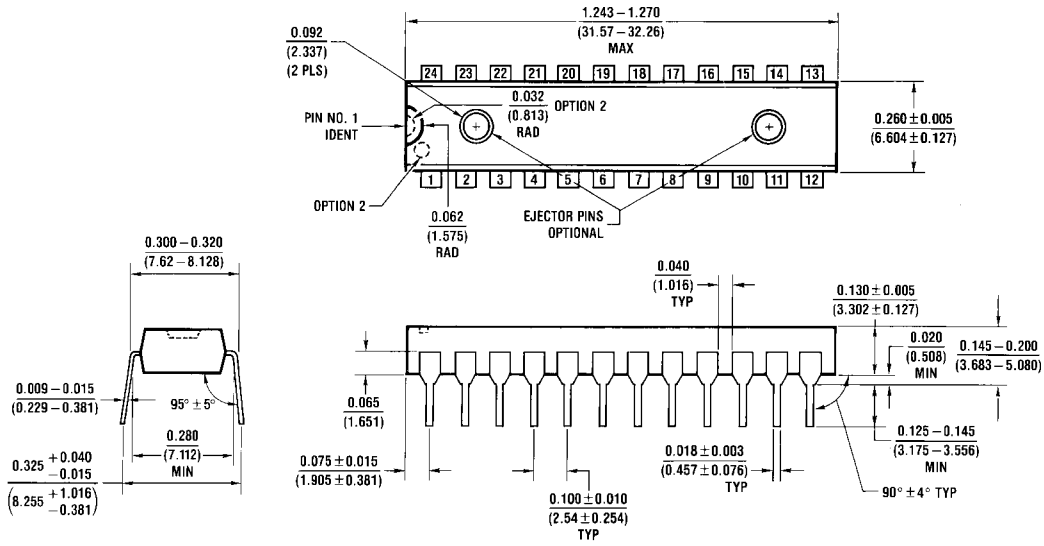 1.243 – 1.270
(31.57 – 32.26)
MAX
0.092
(2.337)
(2 PLS)
24 23 22 21 20 19 18 17 16 15 14 13
0.032
(0.813)
RAD
OPTION 2
PIN NO. 1
IDENT
0.260 ± 0.005
(6.604 ± 0.127)
1 2 3 4 5 6 7 8 9 10 11 12
OPTION 2
0.062
(1.575)
RAD
EJECTOR PINS
OPTIONAL
0.300 – 0.320
(7.62 – 8.128)
0.040
(1.016)
TYP
0.130 ± 0.005
(3.302 ± 0.127)
0.020
(0.508)
MIN
0.145 – 0.200
(3.683 – 5.080)
0.009 – 0.015
(0.229 – 0.381)
95° ± 5°
0.065
(1.651)
0.280
(7.112)
MIN
0.125 – 0.145
(3.175 – 3.556)
MIN
0.325 + 0.040
– 0.015
(8.255 + 1.016
– 0.381)
0.075 ± 0.015
(1.905 ± 0.381)
0.018 ± 0.003
(0.457 ± 0.076)
TYP
0.100 ± 0.010
(2.54 ± 0.254)
TYP
90° ± 4° TYP